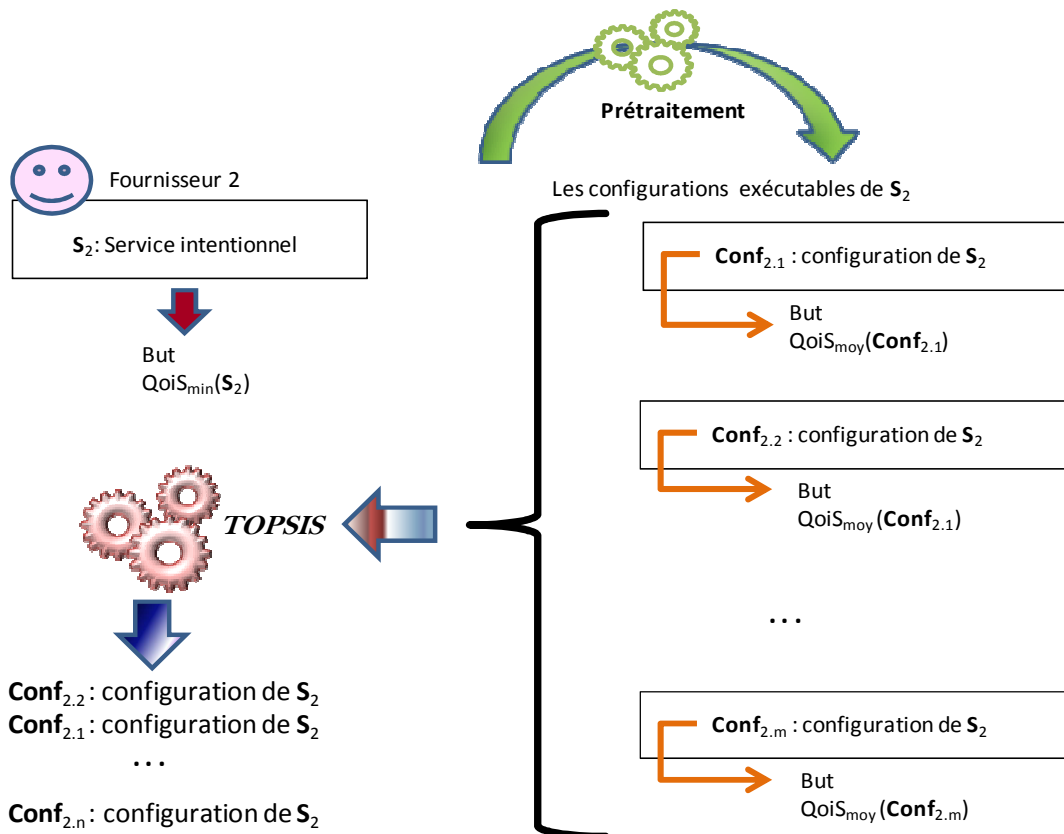 Prétraitement
Fournisseur 2
S2: Service intentionnel
But
QoiSmin(S2)
Les configurations exécutables de S2
Conf2.1 : configuration de S2
But
QoiSmoy(Conf2.1)
Conf2.2 : configuration de S2
But
QoiSmoy (Conf2.1)
...
Conf2.m : configuration de S2
But
QoiSmoy (Conf2.m)
TOPSIS
Conf2.2 : configuration de S2
Conf2.1 : configuration de S2
...
Conf2.n : configuration de S2